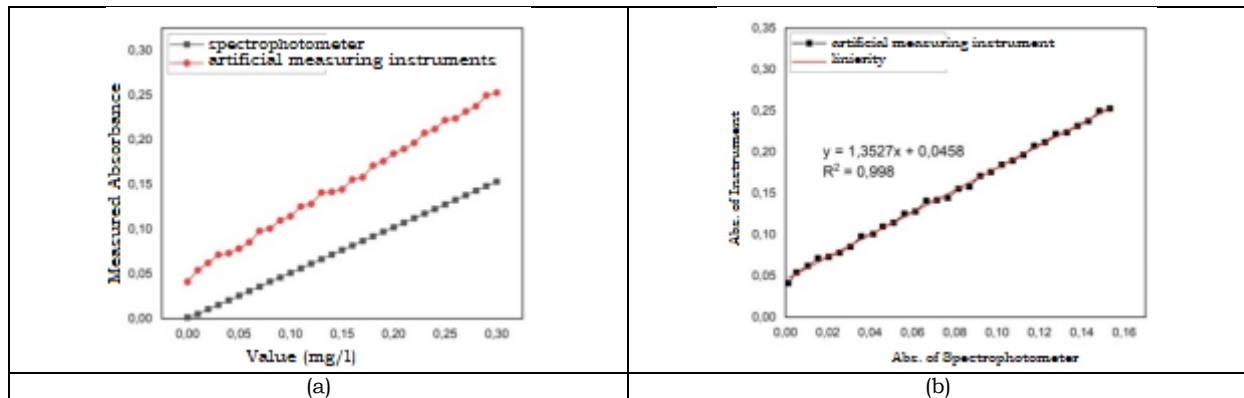 spectrophotometer
artificial measuring instruments
0,30
0,25
0,20
0,15
0,10
0,05
0,00
Measured Absorbance
0,00 0,05 0,10 0,15 0,20 0,25 0,30
Value (mg/l)
(a)
artificial measuring instrument
linierity
0,35
0,30
0,25
0,20
0,15
0,10
0,05
0,00
Abs. of Instrument
y = 1,3527x + 0,0458
R² = 0,998
0,00 0,02 0,04 0,06 0,08 0,10 0,12 0,14 0,16
Abs. of Spectrophotometer
(b)